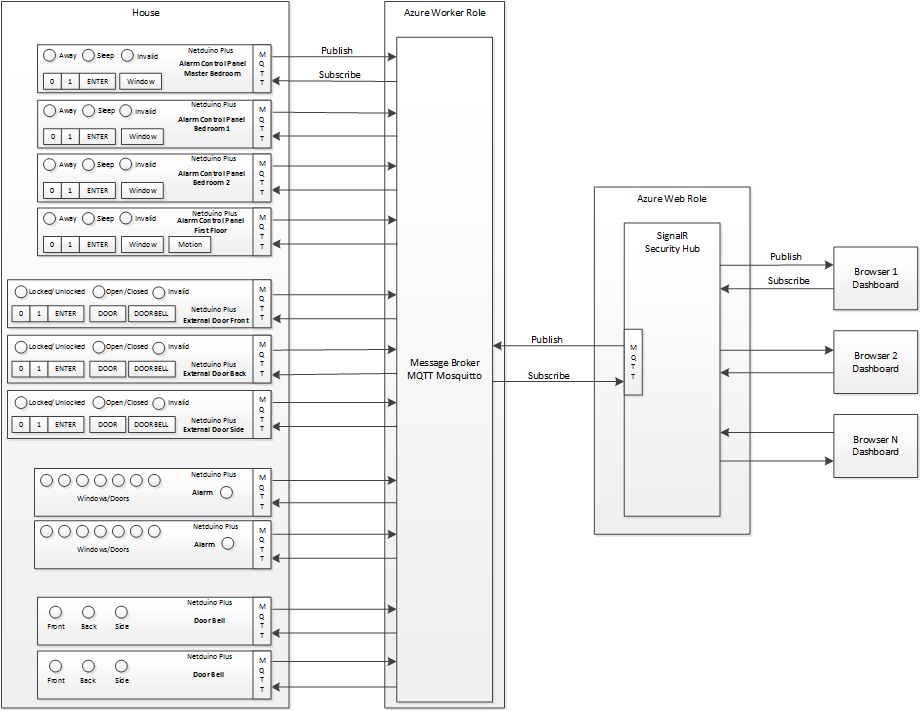 House
Azure Worker Role
Netduino Plus
Away Sleep Invalid
Alarm Control Panel
Master Bedroom
0 1 ENTER Window
M
Q
T
T
Publish
Subscribe
Netduino Plus
Away Sleep Invalid
Alarm Control Panel
Bedroom 1
0 1 ENTER Window
M
Q
T
T
Netduino Plus
Away Sleep Invalid
Alarm Control Panel
Bedroom 2
0 1 ENTER Window
M
Q
T
T
Netduino Plus
Away Sleep Invalid
Alarm Control Panel
First Floor
0 1 ENTER Window Motion
M
Q
T
T
Locked/Unlocked Open/Closed Invalid
Netduino Plus
0 1 ENTER DOOR DOORBELL
External Door Front
M
Q
T
T
Locked/Unlocked Open/Closed Invalid
Netduino Plus
0 1 ENTER DOOR DOORBELL
External Door Back
M
Q
T
T
Locked/Unlocked Open/Closed Invalid
Netduino Plus
0 1 ENTER DOOR DOORBELL
External Door Side
M
Q
T
T
Netduino Plus
Alarm
Windows/Doors
M
Q
T
T
Netduino Plus
Alarm
Windows/Doors
M
Q
T
T
Netduino Plus
Door Bell
Front Back Side
M
Q
T
T
Netduino Plus
Door Bell
Front Back Side
M
Q
T
T
Message Broker
MQTT Mosquitto
Publish
Subscribe
Azure Web Role
SignalR
Security Hub
M
Q
T
T
Publish
Subscribe
Browser 1
Dashboard
Browser 2
Dashboard
Browser N
Dashboard